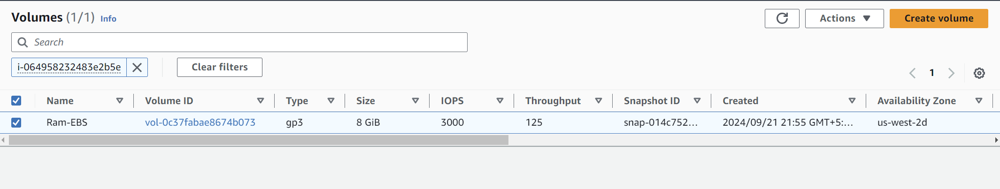 Volumes (1/1) Info
Actions
Create volume
Search
i-064958232483e2b5e
Clear filters
1
Name Volume ID Type Size IOPS Throughput Snapshot ID Created Availability Zone
Ram-EBS vol-0c37fabae8674b073 gp3 8 GiB 3000 125 snap-014c752... 2024/09/21 21:55 GMT+5:... us-west-2d